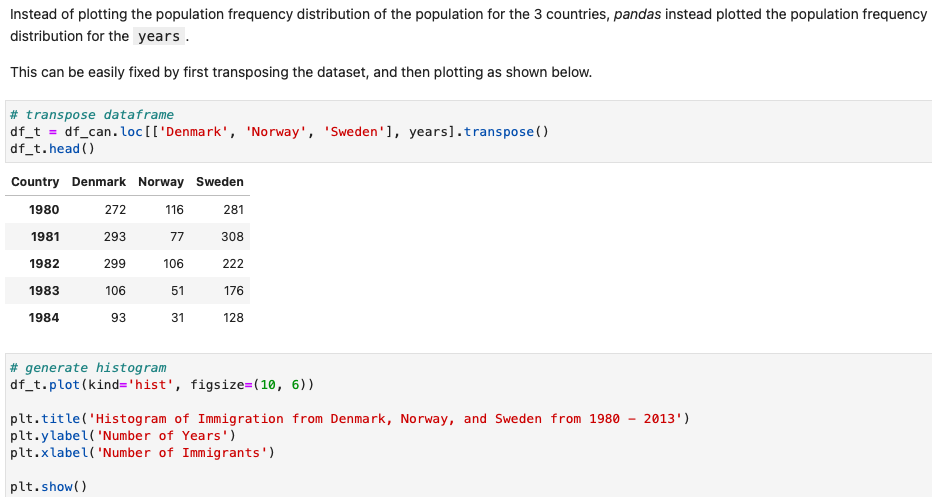 Instead of plotting the population frequency distribution of the population for the 3 countries, pandas instead plotted the population frequency
distribution for the years .
This can be easily fixed by first transposing the dataset, and then plotting as shown below.
# transpose dataframe
df_t = df_can.loc[['Denmark', 'Norway', 'Sweden'], years].transpose()
df_t.head()
Country Denmark Norway Sweden
1980 272 116 281
1981 293 77 308
1982 299 106 222
1983 106 51 176
1984 93 31 128
# generate histogram
df_t.plot(kind='hist', figsize=(10, 6))
plt.title('Histogram of Immigration from Denmark, Norway, and Sweden from 1980 - 2013')
plt.ylabel('Number of Years')
plt.xlabel('Number of Immigrants')
plt.show()